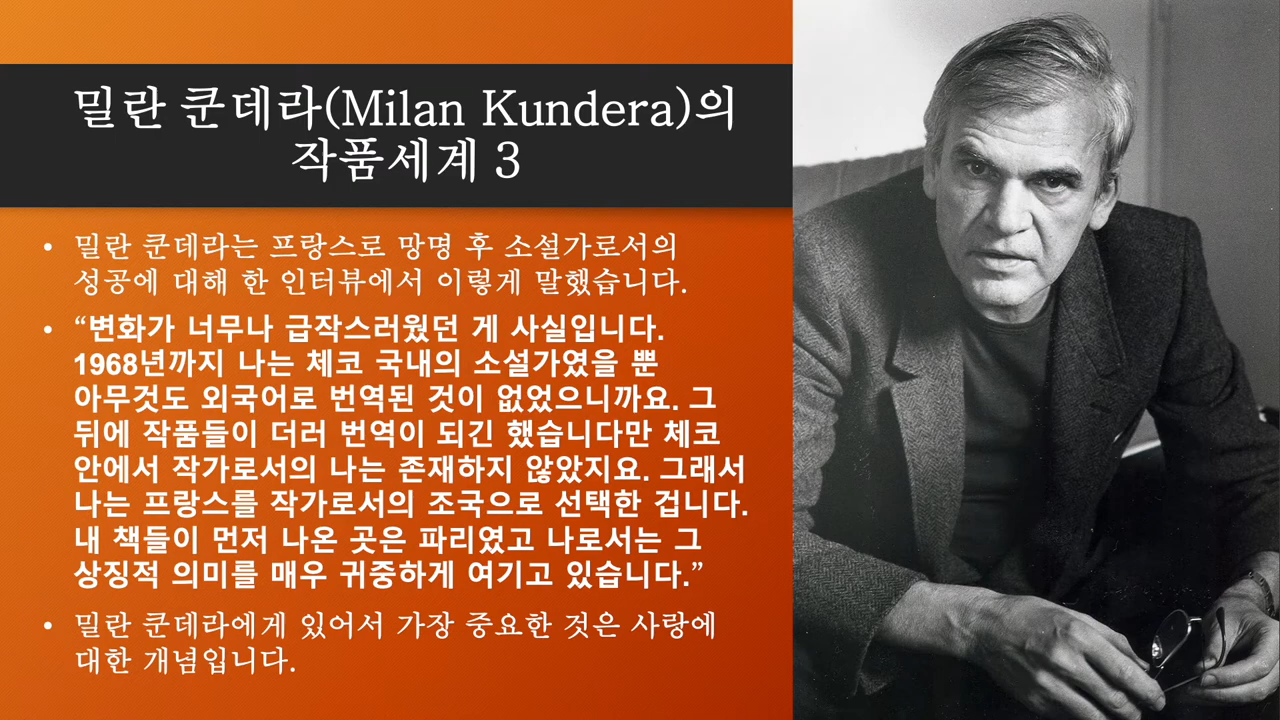 밀란 쿤데라(Milan Kundera)의
작품세계 3
• 밀란 쿤데라는 프랑스로 망명 후 소설가로서의
성공에 대해 한 인터뷰에서 이렇게 말했습니다.
• “변화가 너무나 급작스러웠던 게 사실입니다.
1968년까지 나는 체코 국내의 소설가였을 뿐
아무것도 외국어로 번역된 것이 없었으니까요. 그
뒤에 작품들이 더러 번역이 되긴 했습니다만 체코
안에서 작가로서의 나는 존재하지 않았지요. 그래서
나는 프랑스를 작가로서의 조국으로 선택한 겁니다.
내 책들이 먼저 나온 곳은 파리였고 나로서는 그
상징적 의미를 매우 귀중하게 여기고 있습니다.”
• 밀란 쿤데라에게 있어서 가장 중요한 것은 사랑에
대한 개념입니다.